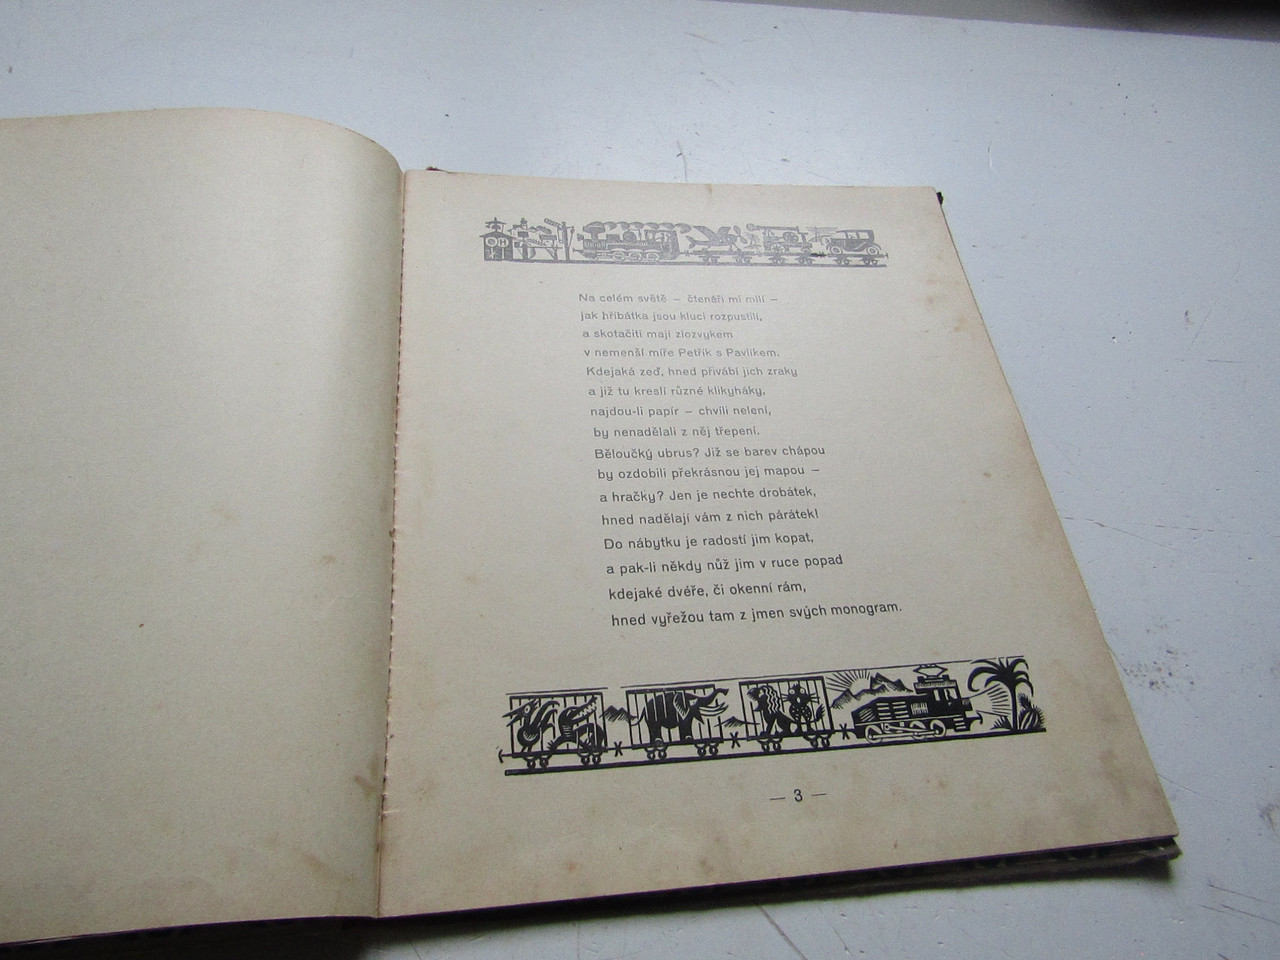 Na celém světě – čtenáři mí milí –
jak hříbátka jsou kluci rozpustilí,
a skotačiti mají zlozvykem
v nemenší míře Petřík s Pavlíkem.
Kdejaká zeď, hned přivábí jich zraky
a již tu kreslí různé klikyháky,
najdou-li papír – chvíli nelení,
by nenadělali z něj třepení.
Běloučký ubrus? Již se barev chápou
by ozdobili překrásnou jej mapou –
a hračky? Jen je nechte drobátek,
hned nadělají vám z nich párátek!
Do nábytku je radostí jim kopat,
a pak-li někdy nůž jim v ruce popad
kdejaké dvéře, či okenní rám,
hned vyřežou tam z jmen svých monogram.
— 3 —